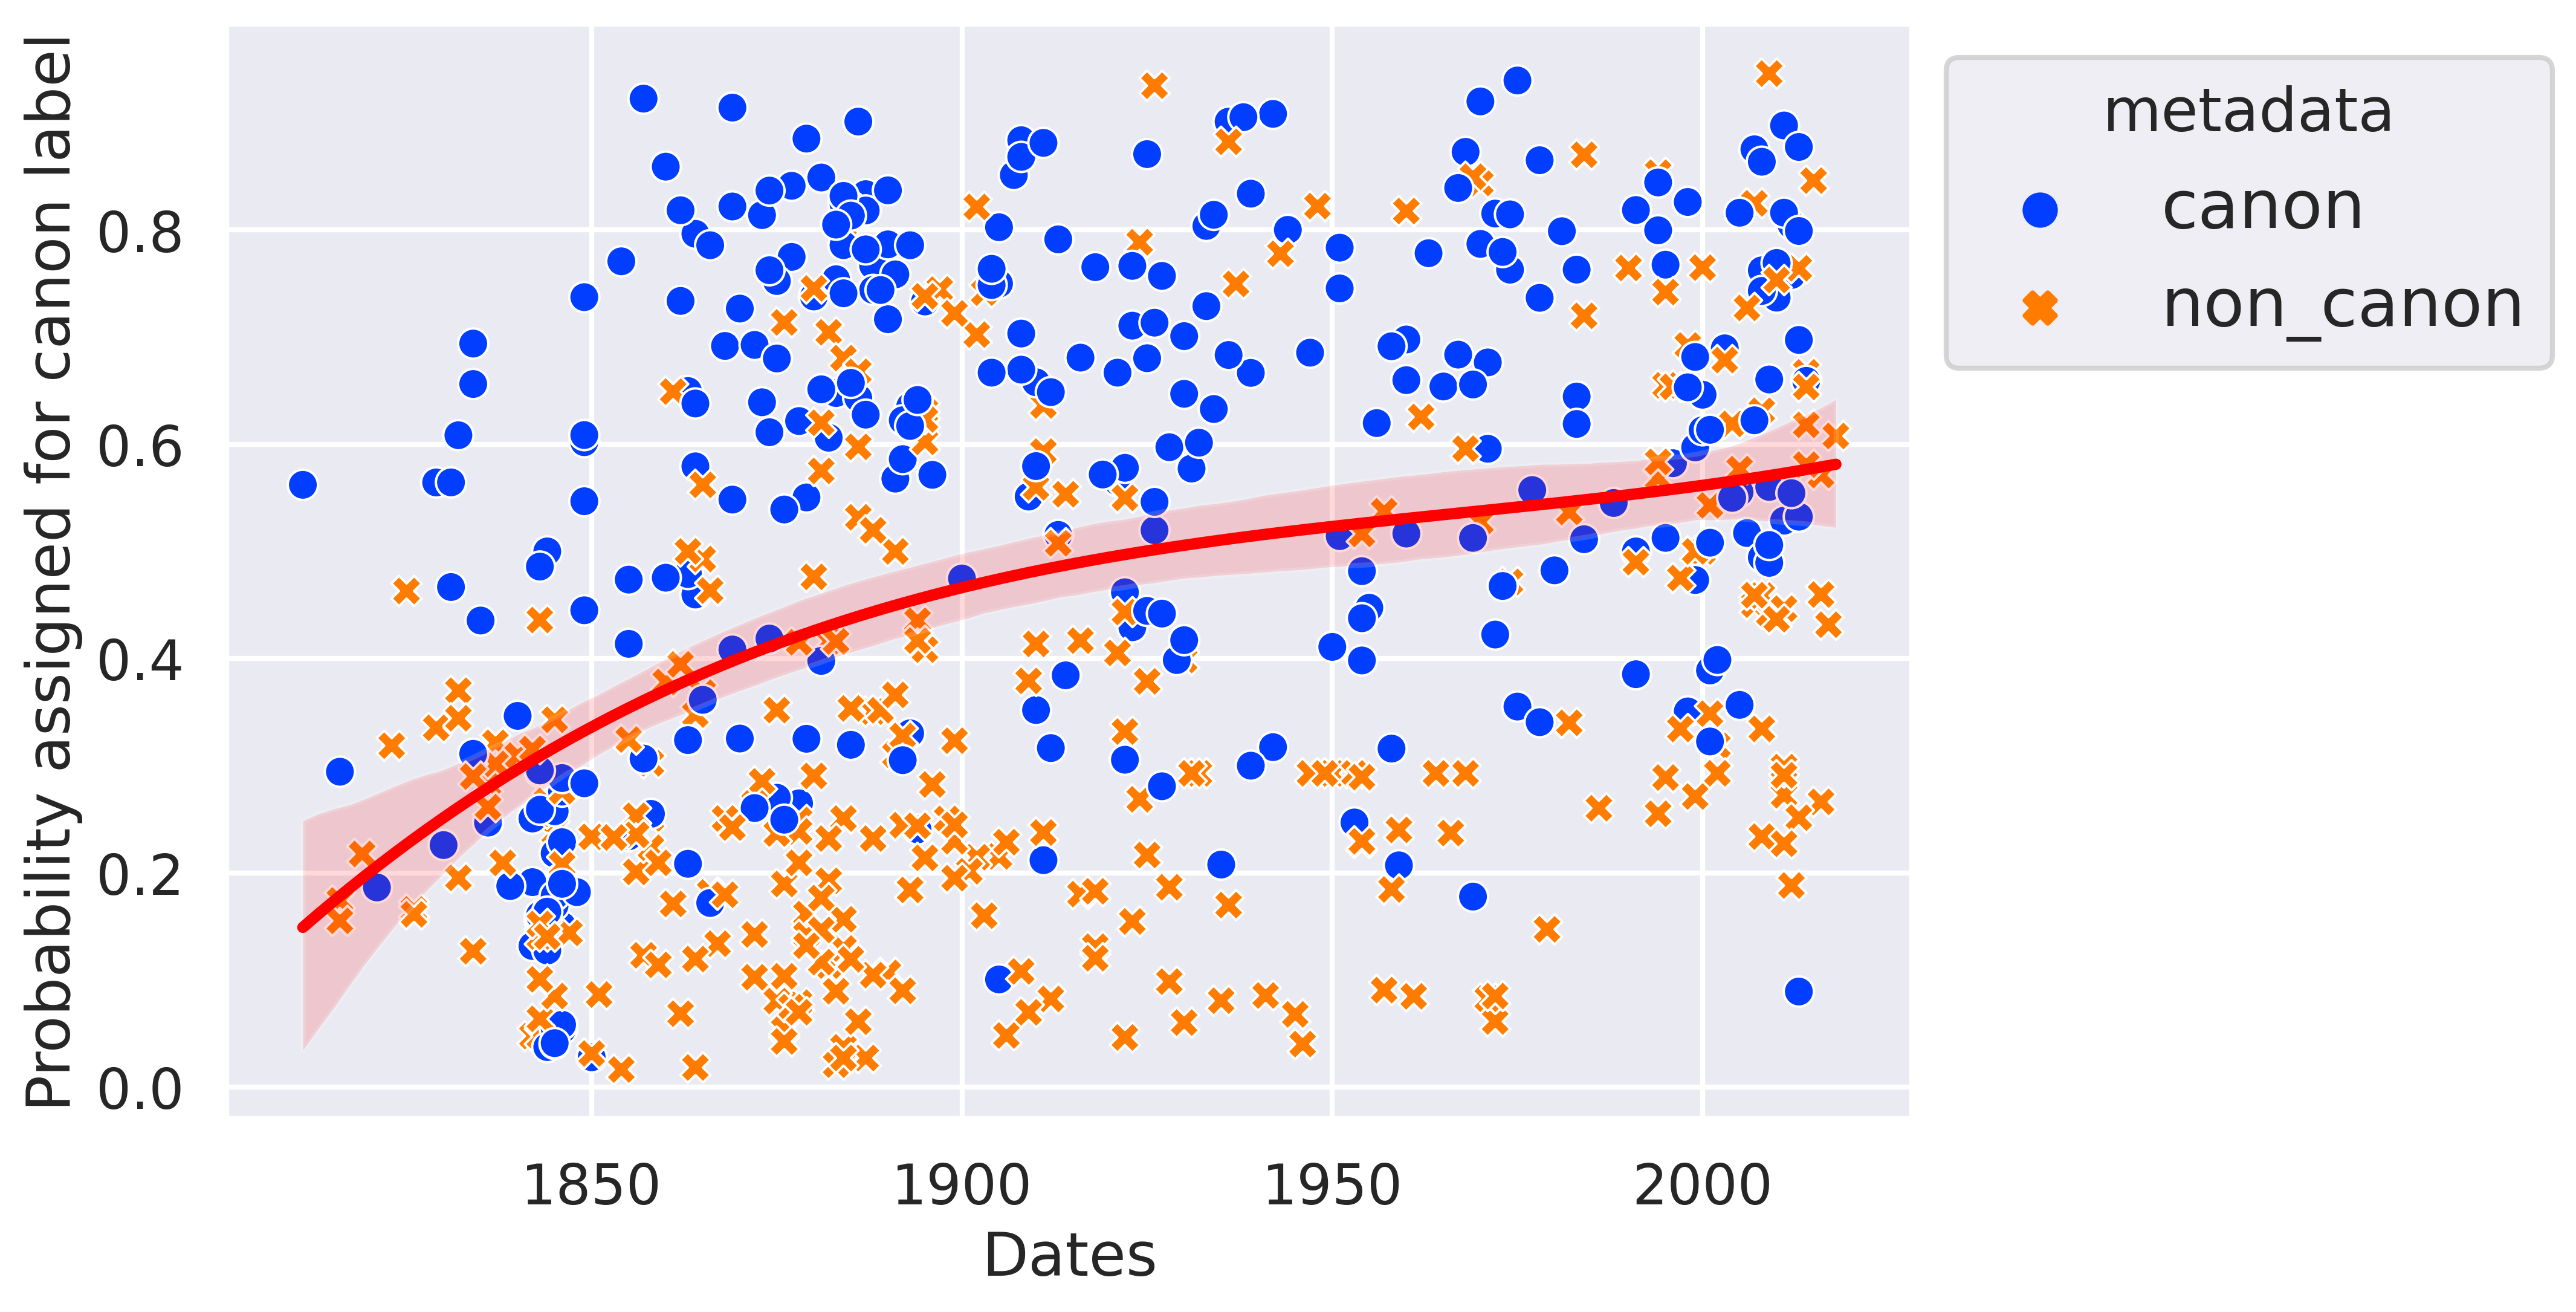 Probability assigned for canon label
0.8
0.6
0.4
0.2
0.0
1850 1900 1950 2000
Dates
metadata
canon
non_canon